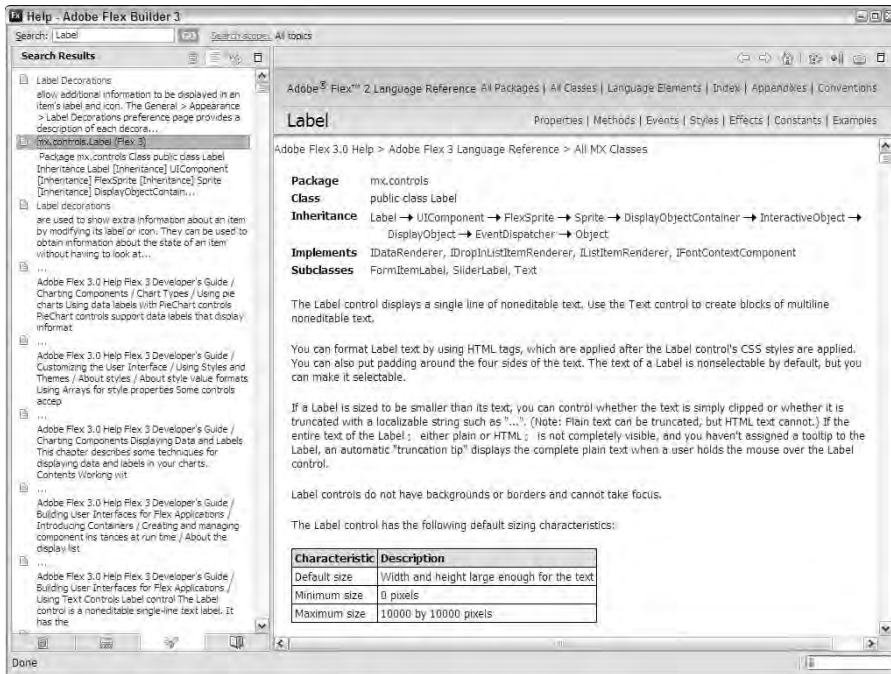 Help - Adobe Flex Builder 3
Search: Label
Search scope: All topics
Search Results
Label Decorations
allow additional information to be displayed in an
item's label and icon. The General > Appearance
> Label Decorations preference page provides a
description of each decora...
mx.controls.Label (Flex 3)
Package mx.controls Class public class Label
Inheritance Label [Inheritance] UIComponent
[Inheritance] FlexSprite [Inheritance] Sprite
[Inheritance] DisplayObjectContain...
Label decorations
are used to show extra information about an item
by modifying its label or icon. They can be used to
obtain information about the state of an item
without having to look at...
...
Adobe Flex 3.0 Help Flex 3 Developer's Guide /
Charting Components / Chart Types / Using pie
charts Using data labels with PieChart controls
PieChart controls support data labels that display
informat
...
Adobe Flex 3.0 Help Flex 3 Developer's Guide /
Customizing the User Interface / Using Styles and
Themes / About styles / About style value formats
Using Arrays for style properties Some controls
accep
...
Adobe Flex 3.0 Help Flex 3 Developer's Guide /
Charting Components Displaying Data and Labels
This chapter describes some techniques for
displaying data and labels in your charts.
Contents Working wit
...
Adobe Flex 3.0 Help Flex 3 Developer's Guide /
Building User Interfaces for Flex Applications /
Introducing Containers / Creating and managing
component ins tances at run time / About the
display list
...
Adobe Flex 3.0 Help Flex 3 Developer's Guide /
Building User Interfaces for Flex Applications /
Using Text Controls Label control The Label
control is a noneditable single-line text label. It
has the
Adobe® Flex™ 2 Language Reference All Packages | All Classes | Language Elements | Index | Appendixes | Conventions
Label
Properties | Methods | Events | Styles | Effects | Constants | Examples
Adobe Flex 3.0 Help > Adobe Flex 3 Language Reference > All MX Classes
Package mx.controls
Class public class Label
Inheritance Label → UIComponent → FlexSprite → Sprite → DisplayObjectContainer → InteractiveObject →
DisplayObject → EventDispatcher → Object
Implements IDataRenderer, IDropInListItemRenderer, IListItemRenderer, IFontContextComponent
Subclasses FormItemLabel, SliderLabel, Text
The Label control displays a single line of noneditable text. Use the Text control to create blocks of multiline
noneditable text.
You can format Label text by using HTML tags, which are applied after the Label control's CSS styles are applied.
You can also put padding around the four sides of the text. The text of a Label is nonselectable by default, but you
can make it selectable.
If a Label is sized to be smaller than its text, you can control whether the text is simply clipped or whether it is
truncated with a localizable string such as "...". (Note: Plain text can be truncated, but HTML text cannot.) If the
entire text of the Label ; either plain or HTML ; is not completely visible, and you haven't assigned a tooltip to the
Label, an automatic "truncation tip" displays the complete plain text when a user holds the mouse over the Label
control.
Label controls do not have backgrounds or borders and cannot take focus.
The Label control has the following default sizing characteristics:
Characteristic Description
Default size Width and height large enough for the text
Minimum size 0 pixels
Maximum size 10000 by 10000 pixels
Done